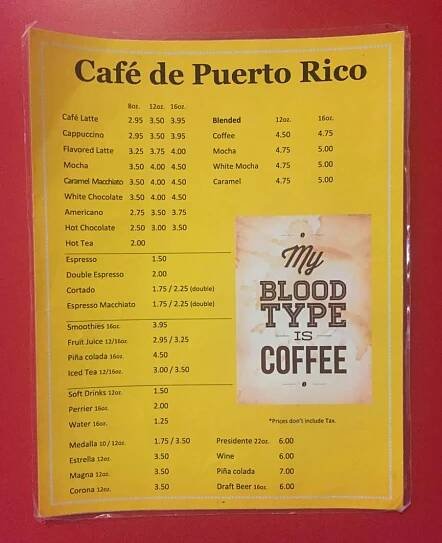 Café de Puerto Rico
8oz. 12oz. 16oz.
Café Latte 2.95 3.50 3.95
Cappuccino 2.95 3.50 3.95
Flavored Latte 3.25 3.75 4.00
Mocha 3.50 4.00 4.50
Caramel Macchiato 3.50 4.00 4.50
White Chocolate 3.50 4.00 4.50
Americano 2.75 3.50 3.75
Hot Chocolate 2.50 3.00 3.50
Hot Tea 2.00
Blended 12oz. 16oz.
Coffee 4.50 4.75
Mocha 4.75 5.00
White Mocha 4.75 5.00
Caramel 4.75 5.00
Espresso 1.50
Double Espresso 2.00
Cortado 1.75 / 2.25 (double)
Espresso Macchiato 1.75 / 2.25 (double)
Smoothies 16oz. 3.95
Fruit Juice 12/16oz. 2.95 / 3.25
Piña colada 16oz. 4.50
Iced Tea 12/16oz. 3.00 / 3.50
Soft Drinks 12oz. 1.50
Perrier 16oz. 2.00
Water 16oz. 1.25
My
BLOOD
TYPE
IS
COFFEE
*Prices don't include Tax.
Medalla 10 / 12oz. 1.75 / 3.50
Estrella 12oz. 3.50
Magna 12oz. 3.50
Corona 12oz. 3.50
Presidente 22oz. 6.00
Wine 6.00
Piña colada 7.00
Draft Beer 16oz. 6.00